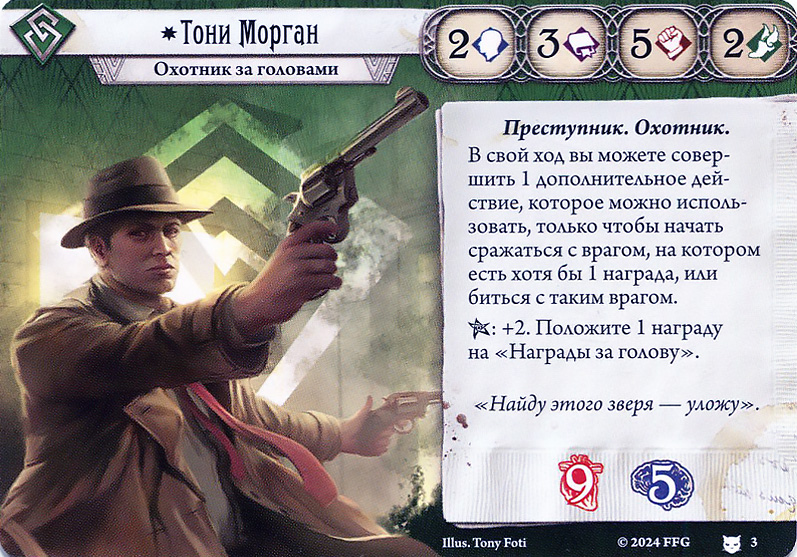 Тони Морган
Охотник за головами
2 3 5 2
Преступник. Охотник.
В свой ход вы можете совер-
шить 1 дополнительное дей-
ствие, которое можно исполь-
зовать, только чтобы начать
сражаться с врагом, на котором
есть хотя бы 1 награда, или
биться с таким врагом.
: +2. Положите 1 награду
на «Награды за голову».
«Найду этого зверя — уложу».
9 5
Illus. Tony Foti © 2024 FFG 3